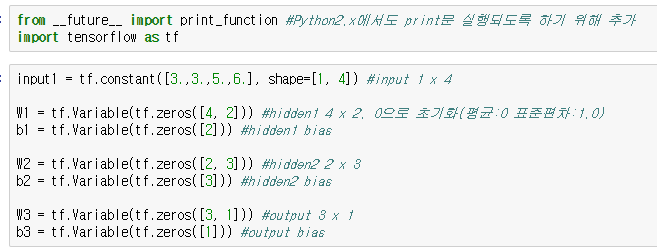 from __future__ import print_function #Python2.x에서도 print문 실행되도록 하기 위해 추가
import tensorflow as tf
input1 = tf.constant([3.,3.,5.,6.], shape=[1, 4]) #input 1 x 4
W1 = tf.Variable(tf.zeros([4, 2])) #hidden1 4 x 2, 0으로 초기화(평균:0 표준편차:1.0)
b1 = tf.Variable(tf.zeros([2])) #hidden1 bias
W2 = tf.Variable(tf.zeros([2, 3])) #hidden2 2 x 3
b2 = tf.Variable(tf.zeros([3])) #hidden2 bias
W3 = tf.Variable(tf.zeros([3, 1])) #output 3 x 1
b3 = tf.Variable(tf.zeros([1])) #output bias